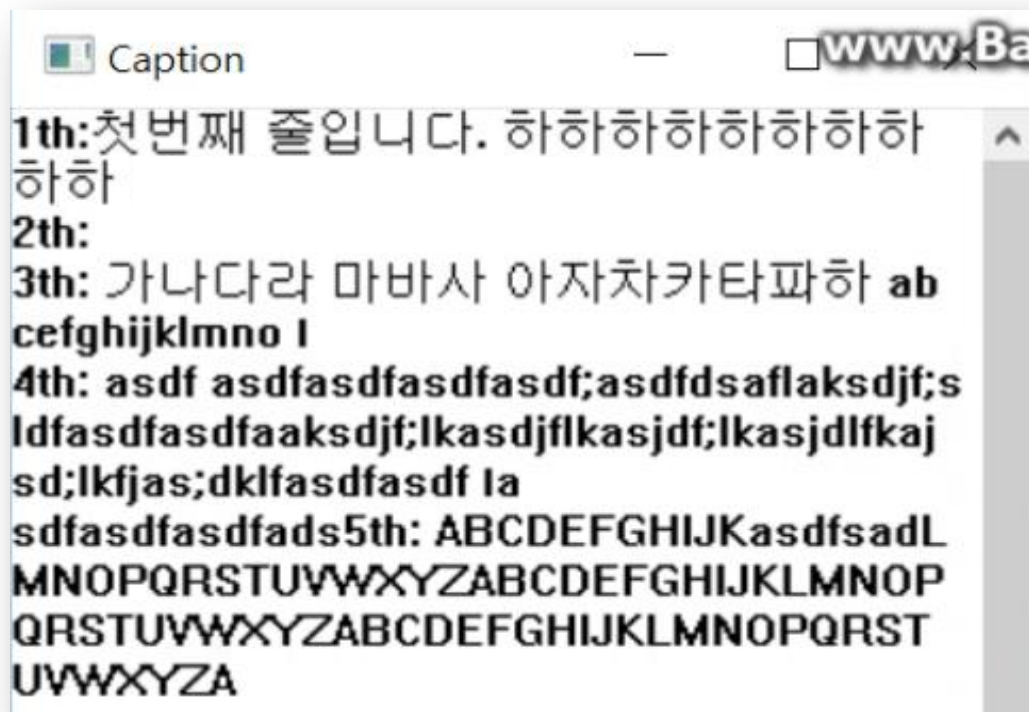 Caption
www.Ba
1th:첫번째 줄입니다. 하하하하하하하하
하하
2th:
3th: 가나다라 마바사 아자차카타파하 ab
cefghijklmno l
4th: asdf asdfasdfasdfasdf;asdfdsaflaksdjf;s
ldfasdfasdfaaksdjf;lkasdjflkasjdf;lkasjdlfkaj
sd;lkfjas;dklfasdfasdf la
sdfasdfasdfads5th: ABCDEFGHIJKasdfsadL
MNOPQRSTUVWXYZABCDEFGHIJKLMNOP
QRSTUVWXYZABCDEFGHIJKLMNOPQRST
UVWXYZA